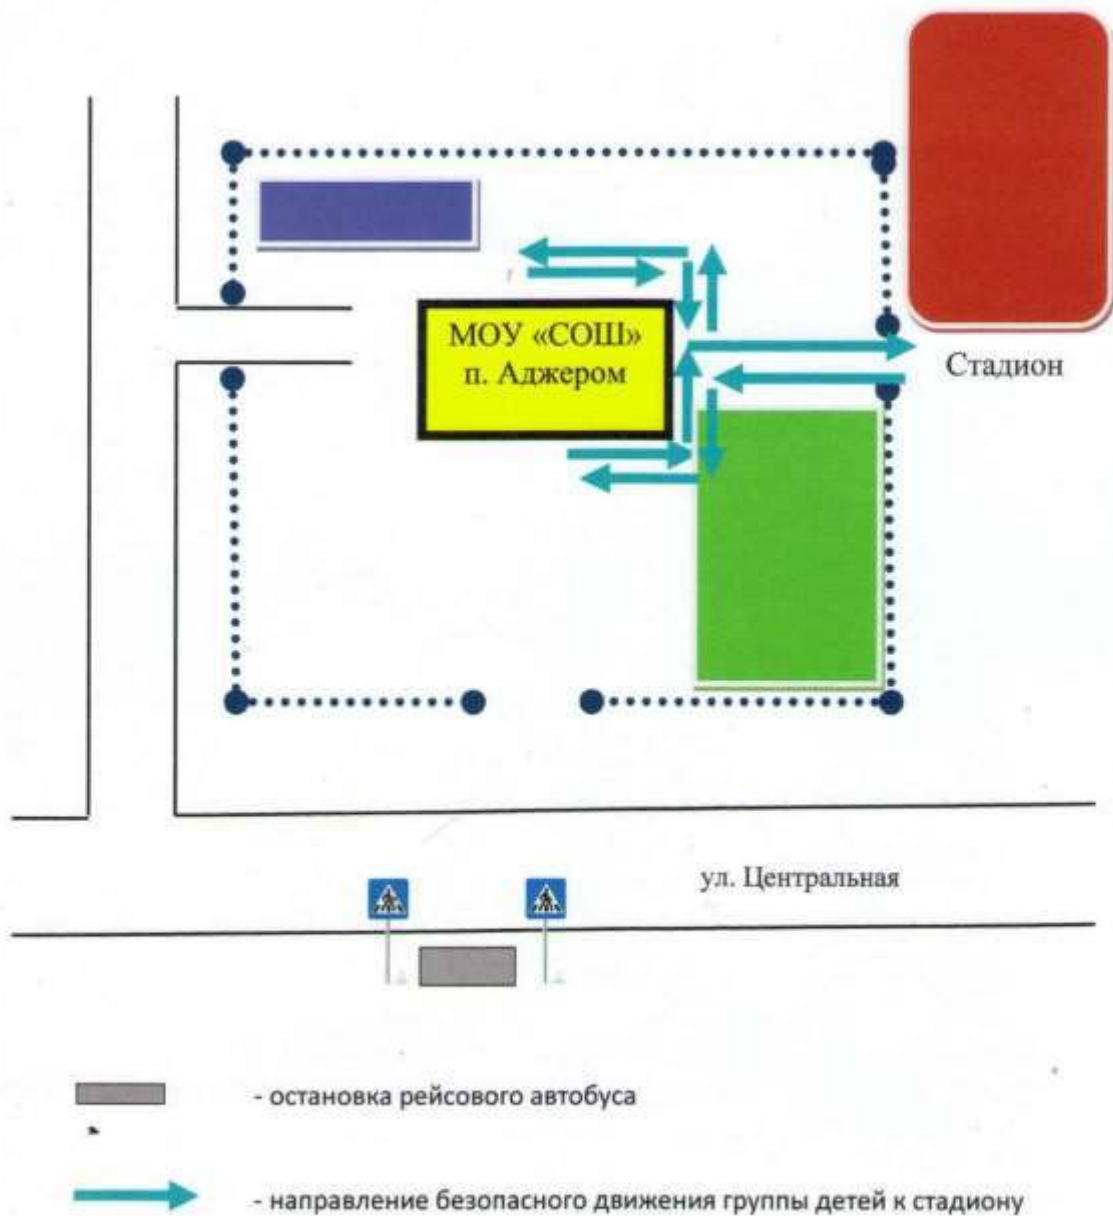 МОУ «СОШ»
п. Аджером
Стадион
ул. Центральная
- остановка рейсового автобуса
- направление безопасного движения группы детей к стадиону